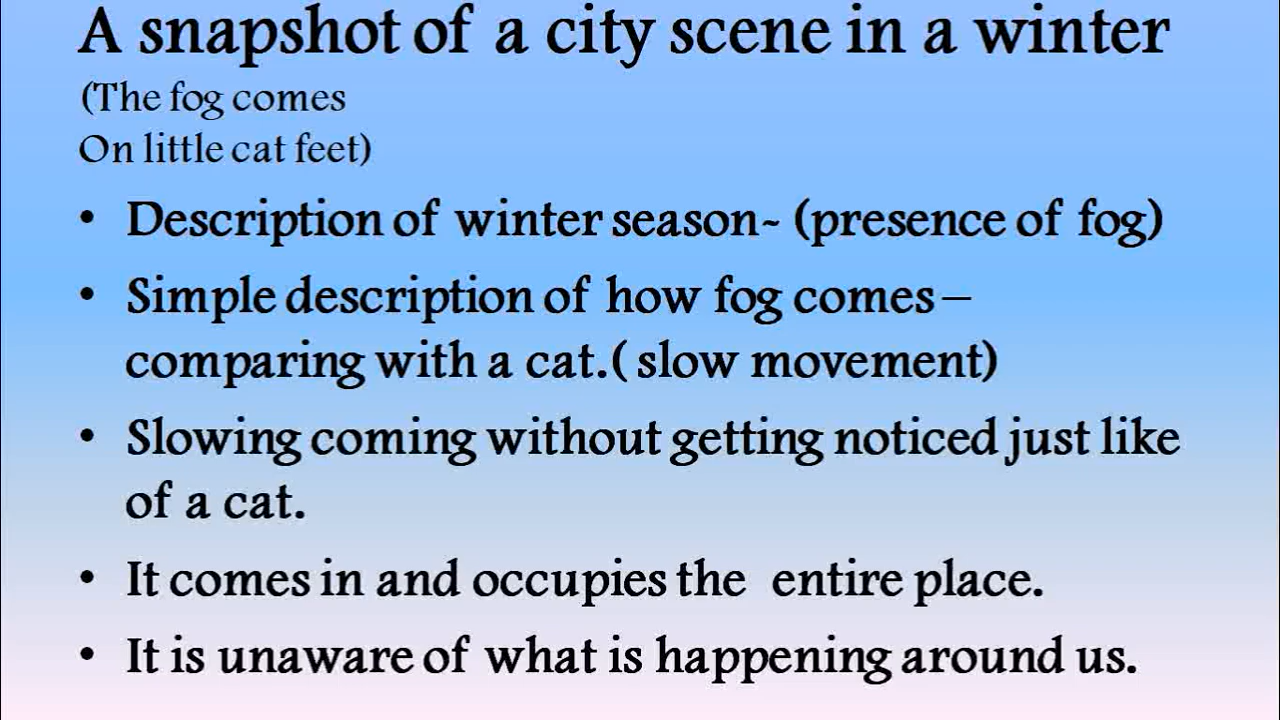 A snapshot of a city scene in a winter
(The fog comes
On little cat feet)
• Description of winter season- (presence of fog)
• Simple description of how fog comes –
comparing with a cat.( slow movement)
• Slowing coming without getting noticed just like
of a cat.
• It comes in and occupies the entire place.
• It is unaware of what is happening around us.